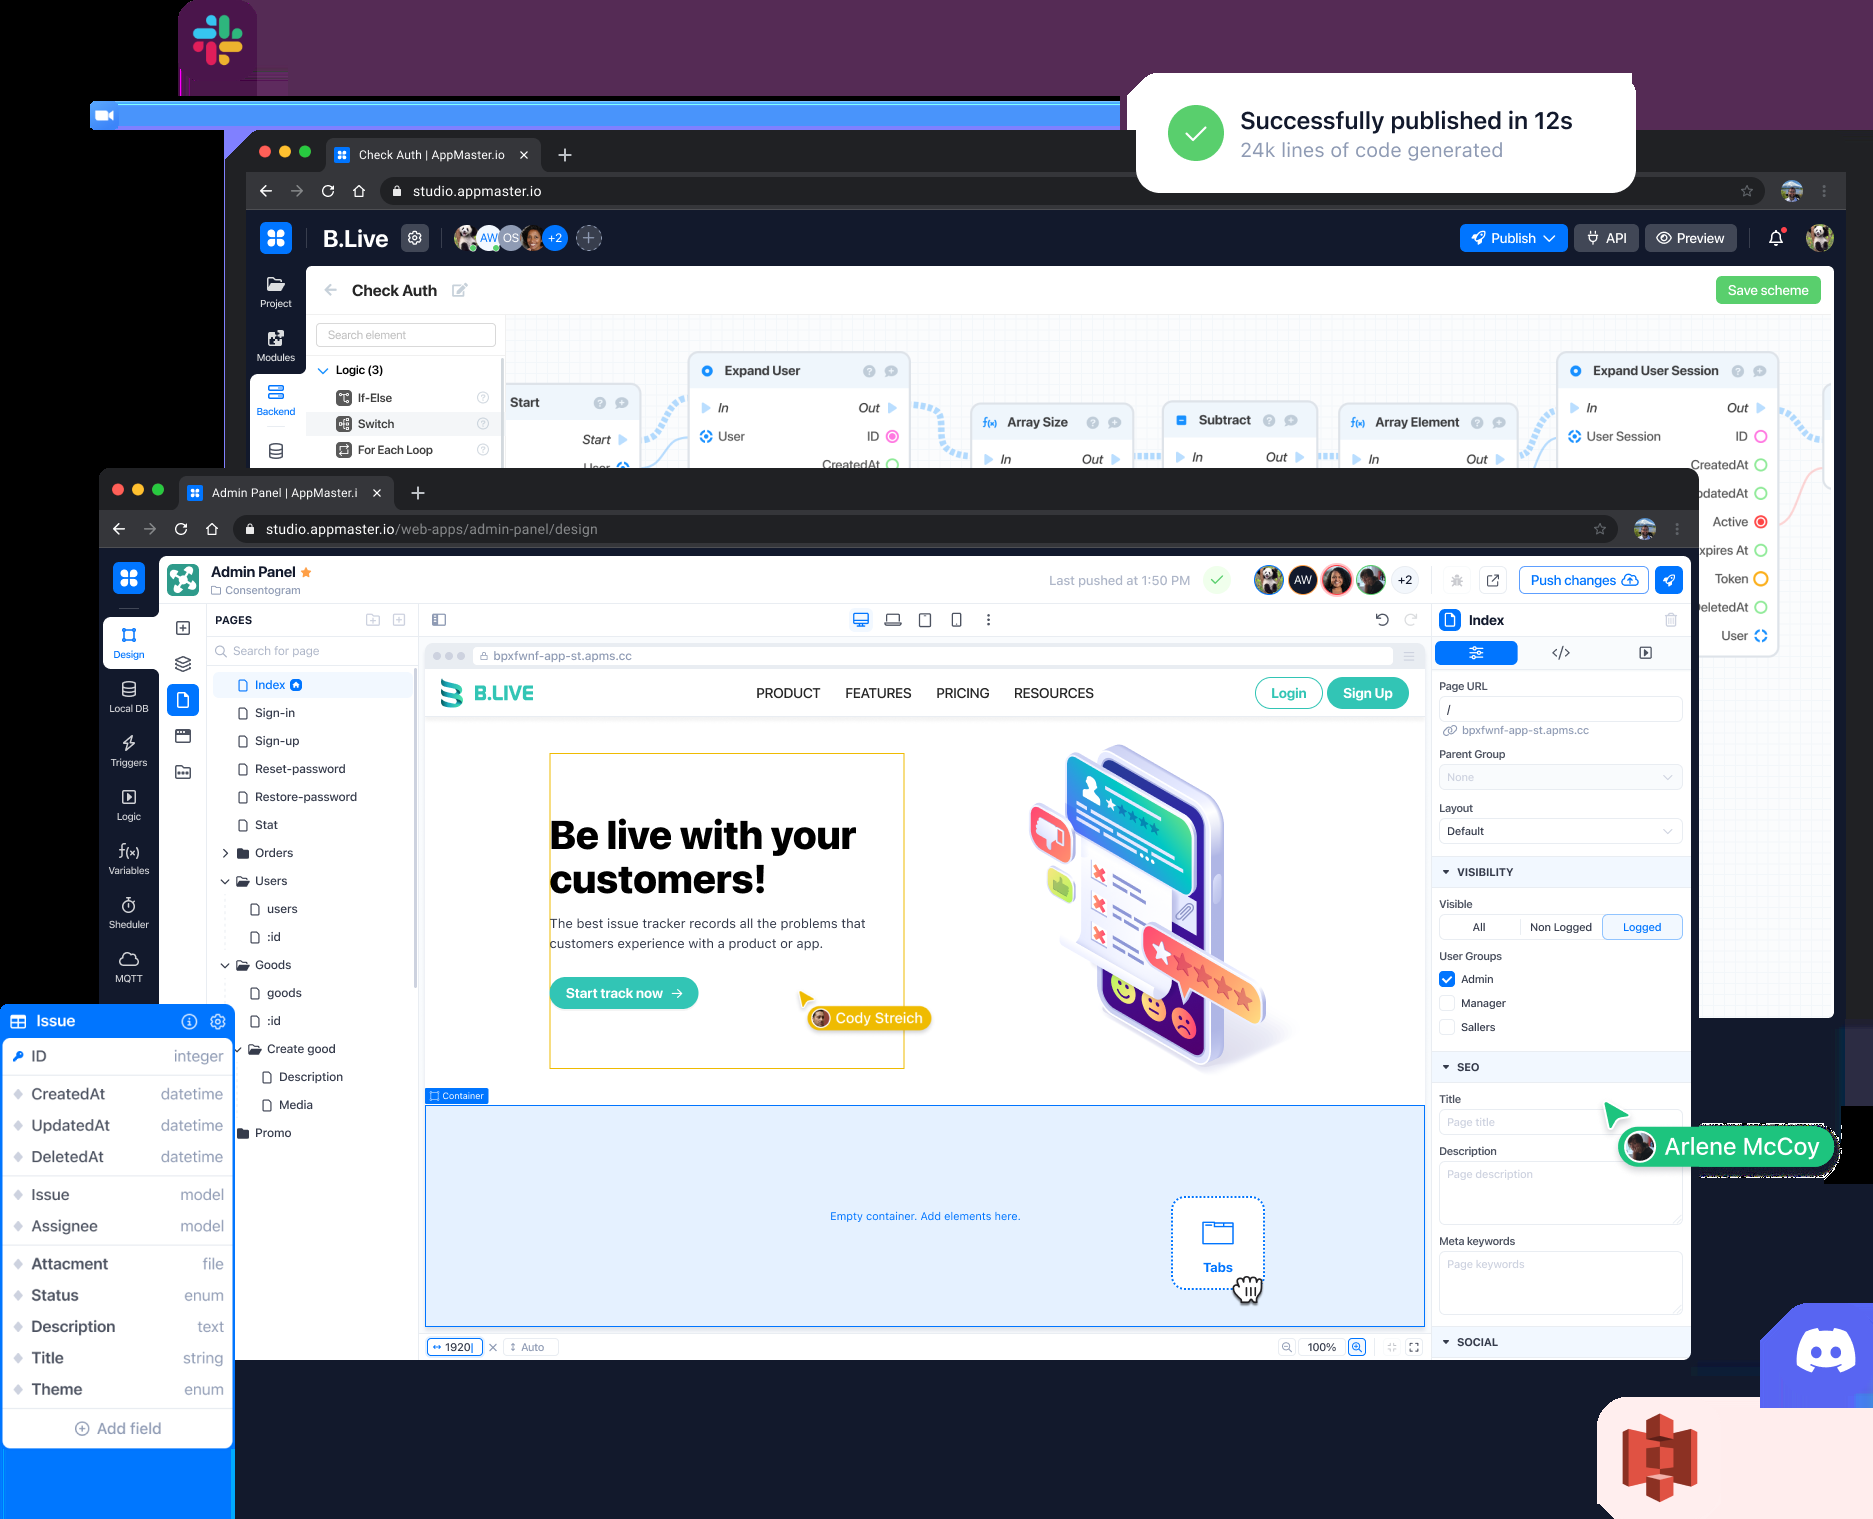 Successfully published in 12s
24k lines of code generated
Check Auth | AppMaster.io
studio.appmaster.io
B.Live
AW
OS
+2
Publish
API
Preview
Project
Modules
Backend
Check Auth
Save scheme
Search element
Logic (3)
If-Else
Switch
For Each Loop
Start
Start
User
Expand User
In
Out
User
ID
CreatedAt
f(x) Array Size
In
Out
Subtract
In
Out
f(x) Array Element
In
Out
Expand User Session
In
Out
User Session
ID
CreatedAt
pdatedAt
Active
xpires At
Token
eletedAt
User
Admin Panel | AppMaster.i
studio.appmaster.io/web-apps/admin-panel/design
Admin Panel
Consentogram
Last pushed at 1:50 PM
AW
+2
Push changes
Design
Local DB
Triggers
Logic
f(x)
Variables
Sheduler
MQTT
PAGES
Search for page
Index
Sign-in
Sign-up
Reset-password
Restore-password
Stat
Orders
Users
users
:id
Goods
goods
:id
Create good
Description
Media
Promo
bpxfwnf-app-st.apms.cc
B.LIVE
PRODUCT
FEATURES
PRICING
RESOURCES
Login
Sign Up
Be live with your
customers!
The best issue tracker records all the problems that
customers experience with a product or app.
Start track now
Cody Streich
Container
Empty container. Add elements here.
Tabs
1920
Auto
100%
Index
</>
Page URL
/
bpxfwnf-app-st.apms.cc
Parent Group
None
Layout
Default
VISIBILITY
Visible
All
Non Logged
Logged
User Groups
Admin
Manager
Sallers
SEO
Title
Page title
Description
Page description
Meta keywords
Page keywords
SOCIAL
Arlene McCoy
Issue
ID integer
CreatedAt datetime
UpdatedAt datetime
DeletedAt datetime
Issue model
Assignee model
Attacment file
Status enum
Description text
Title string
Theme enum
Add field